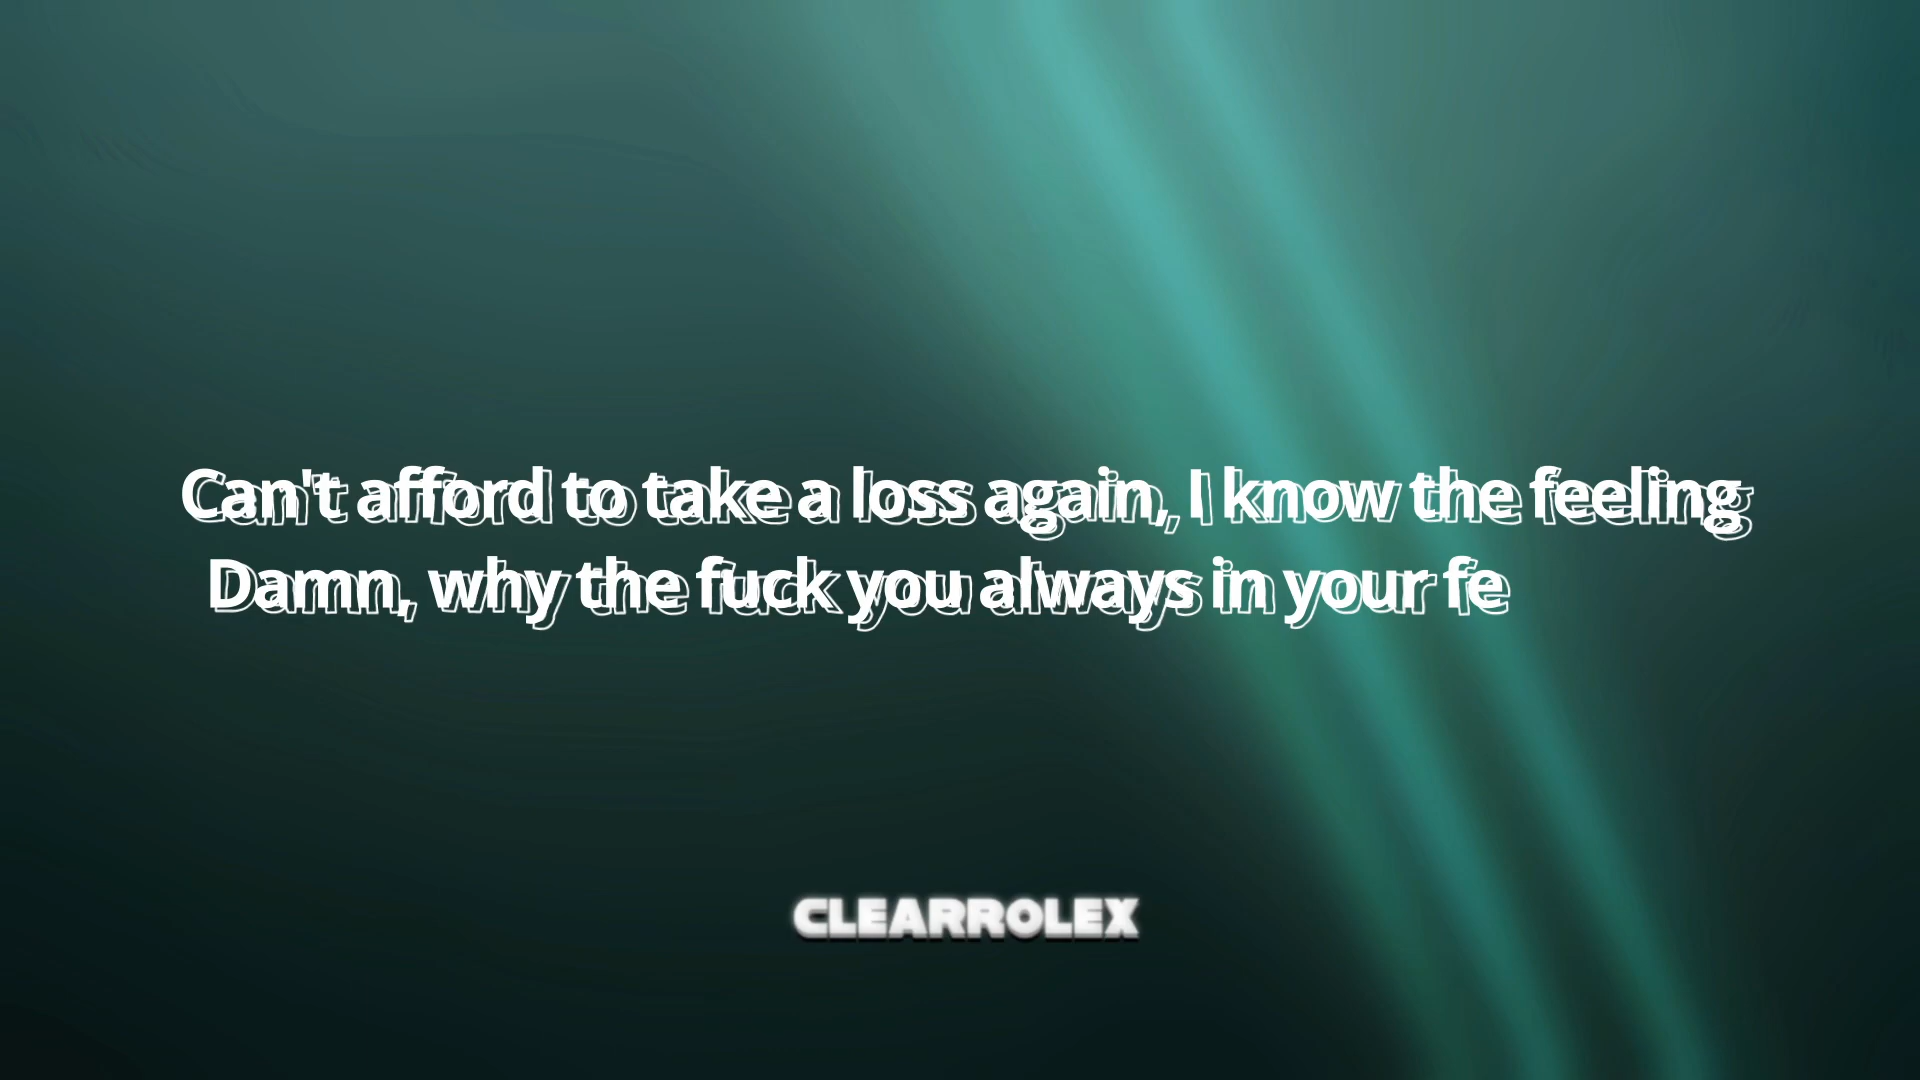 Can't afford to take a loss again, I know the feeling
Damn, why the fuck you always in your fe
CLEARROLEX